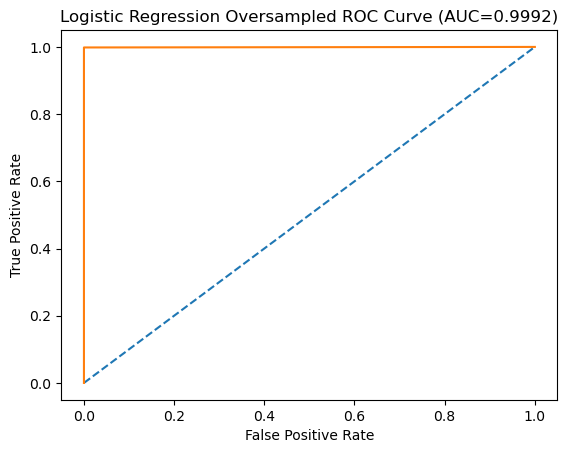 Logistic Regression Oversampled ROC Curve (AUC=0.9992)
1.0
0.8
0.6
0.4
0.2
0.0
True Positive Rate
0.0 0.2 0.4 0.6 0.8 1.0
False Positive Rate